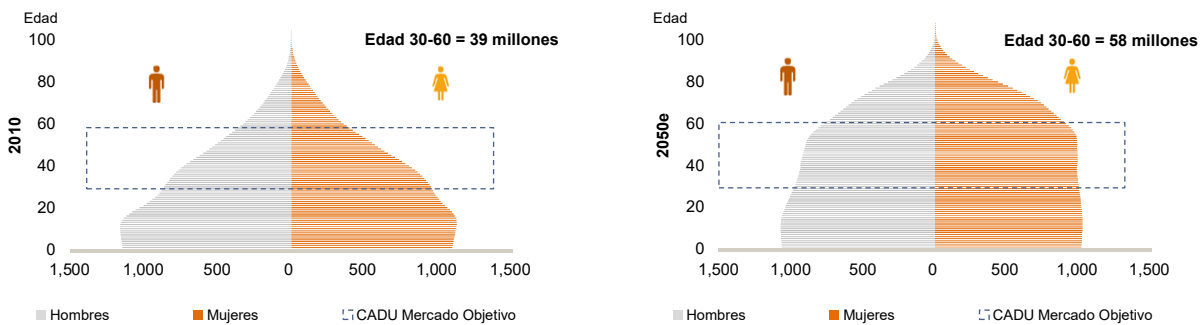 Edad
100
80
60
40
20
0
2010
Edad 30-60 = 39 millones
1,500 1,000 500 0 500 1,000 1,500
Hombres Mujeres CADU Mercado Objetivo
Edad
100
80
60
40
20
0
2050e
Edad 30-60 = 58 millones
1,500 1,000 500 0 500 1,000 1,500
Hombres Mujeres CADU Mercado Objetivo